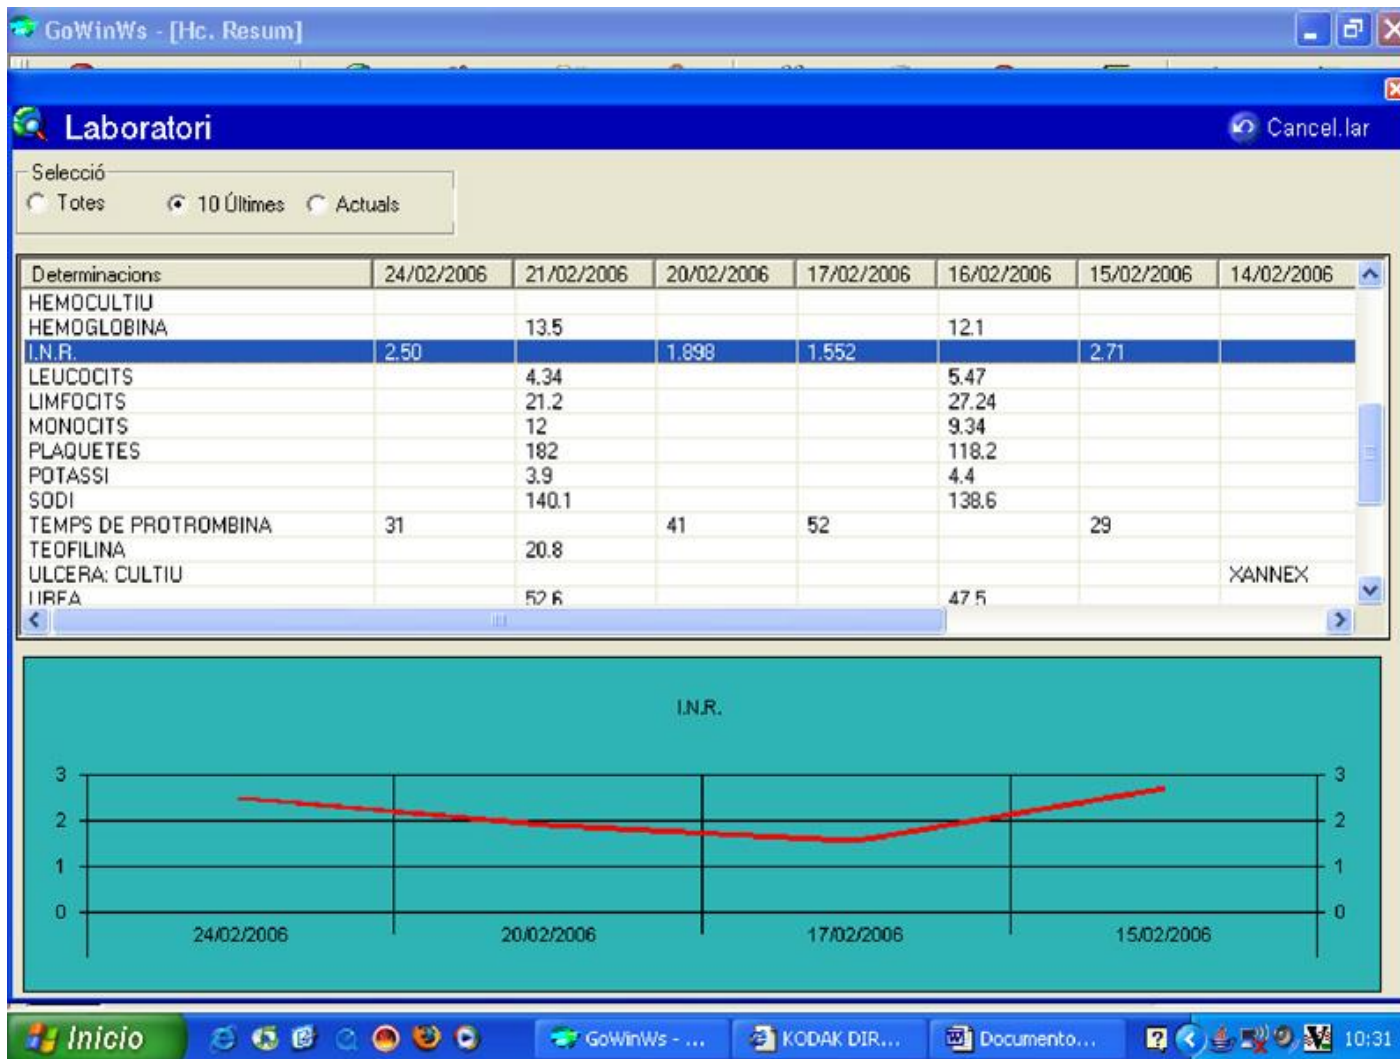 GoWinWs - [Hc. Resum]
Laboratori Cancel.lar
Selecció
Totes 10 Últimes Actuals
Determinacions 24/02/2006 21/02/2006 20/02/2006 17/02/2006 16/02/2006 15/02/2006 14/02/2006
HEMOCULTIU
HEMOGLOBINA 13.5 12.1
I.N.R. 2.50 1.898 1.552 2.71
LEUCOCITS 4.34 5.47
LIMFOCITS 21.2 27.24
MONOCITS 12 9.34
PLAQUETES 182 118.2
POTASSI 3.9 4.4
SODI 140.1 138.6
TEMPS DE PROTROMBINA 31 41 52 29
TEOFILINA 20.8
ULCERA: CULTIU XANNEX
UREA 52.6 47.5
I.N.R.
3 3
2 2
1 1
0 0
24/02/2006 20/02/2006 17/02/2006 15/02/2006
Inicio GoWinWs - ... KODAK DIR... Documento... 10:31